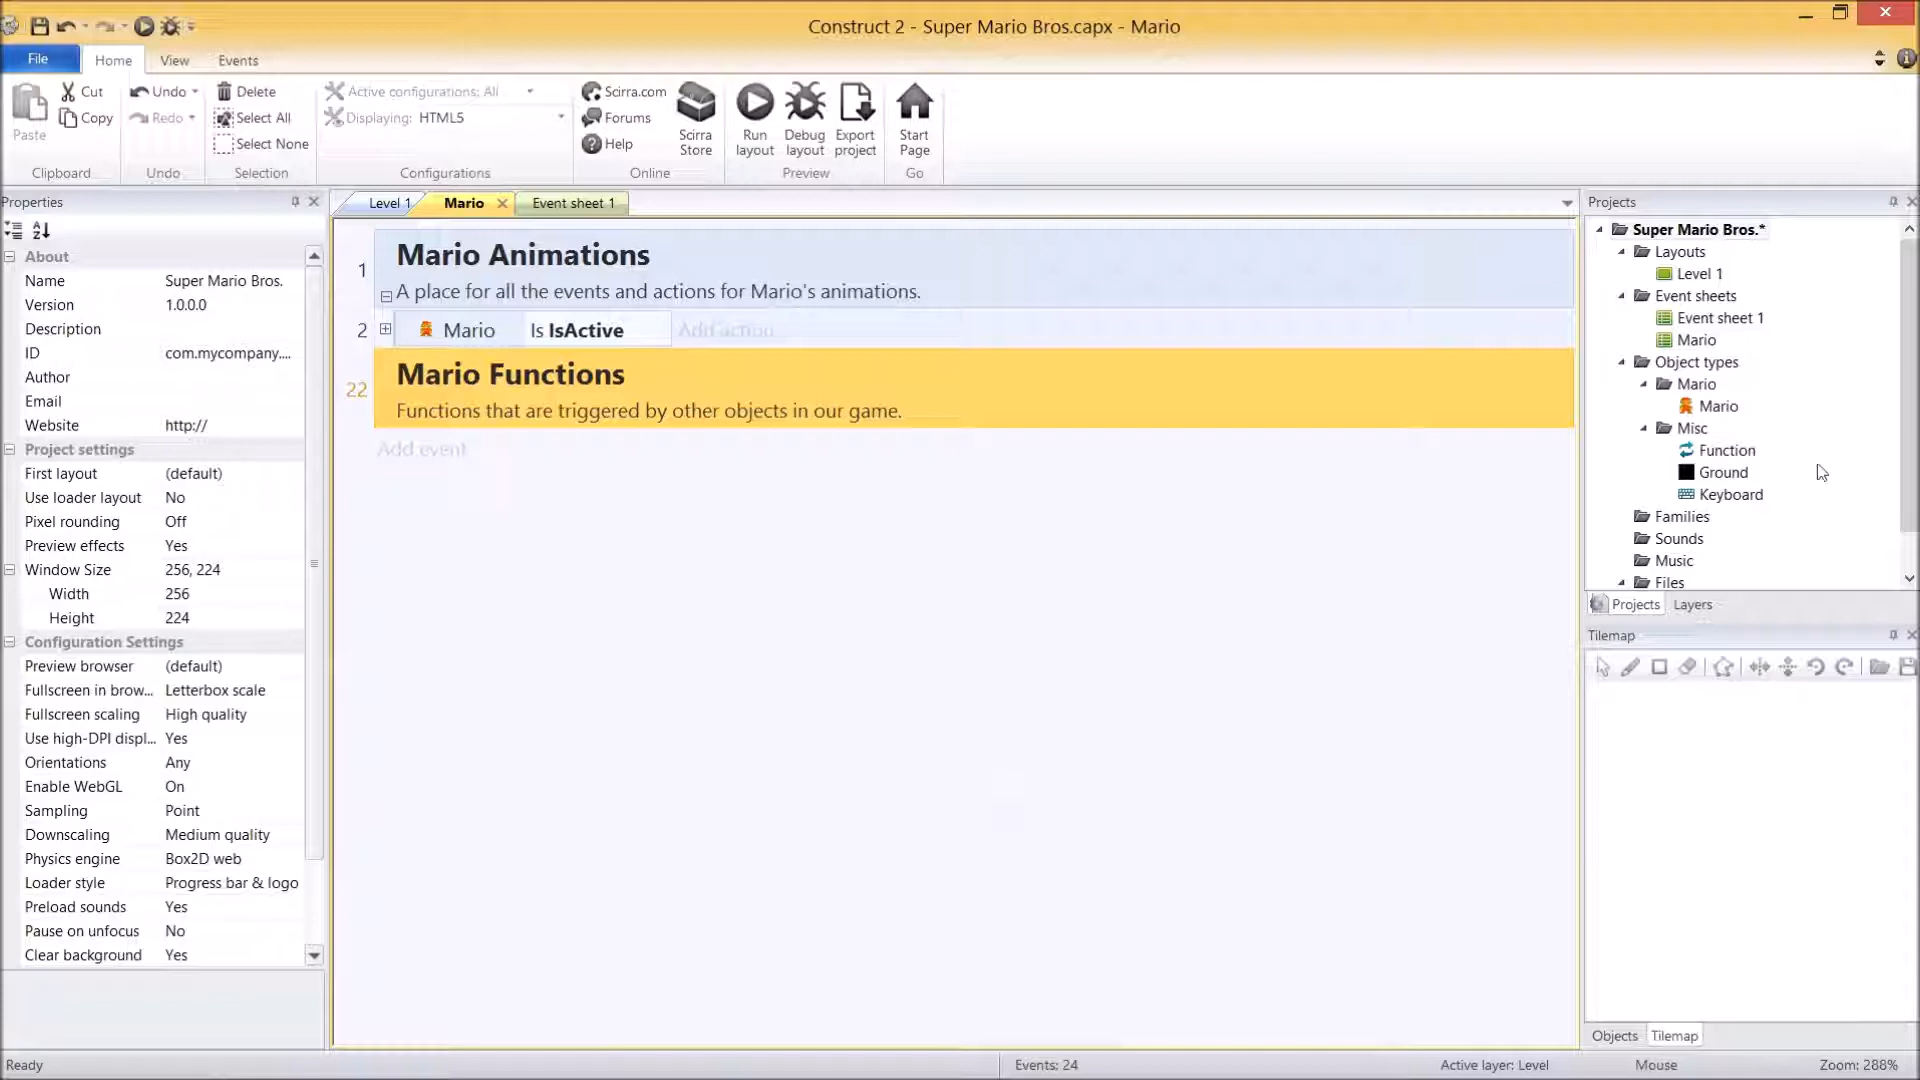 Construct 2 - Super Mario Bros.capx - Mario
File
Home
View
Events
Paste
Cut
Copy
Clipboard
Undo
Redo
Undo
Delete
Select All
Select None
Selection
Active configurations: All
Displaying: HTML5
Configurations
Scirra.com
Forums
Help
Scirra Store
Online
Run layout
Debug layout
Export project
Preview
Start Page
Go
Properties
About
Name Super Mario Bros.
Version 1.0.0.0
Description
ID com.mycompany....
Author
Email
Website http://
Project settings
First layout (default)
Use loader layout No
Pixel rounding Off
Preview effects Yes
Window Size 256, 224
Width 256
Height 224
Configuration Settings
Preview browser (default)
Fullscreen in brow... Letterbox scale
Fullscreen scaling High quality
Use high-DPI displ... Yes
Orientations Any
Enable WebGL On
Sampling Point
Downscaling Medium quality
Physics engine Box2D web
Loader style Progress bar & logo
Preload sounds Yes
Pause on unfocus No
Clear background Yes
Level 1
Mario
Event sheet 1
1
Mario Animations
A place for all the events and actions for Mario's animations.
2 Mario Is IsActive Add action
22
Mario Functions
Functions that are triggered by other objects in our game.
Add event
Projects
Super Mario Bros.*
Layouts
Level 1
Event sheets
Event sheet 1
Mario
Object types
Mario
Mario
Misc
Function
Ground
Keyboard
Families
Sounds
Music
Files
Projects
Layers
Tilemap
Objects
Tilemap
Ready
Events: 24
Active layer: Level
Mouse
Zoom: 288%